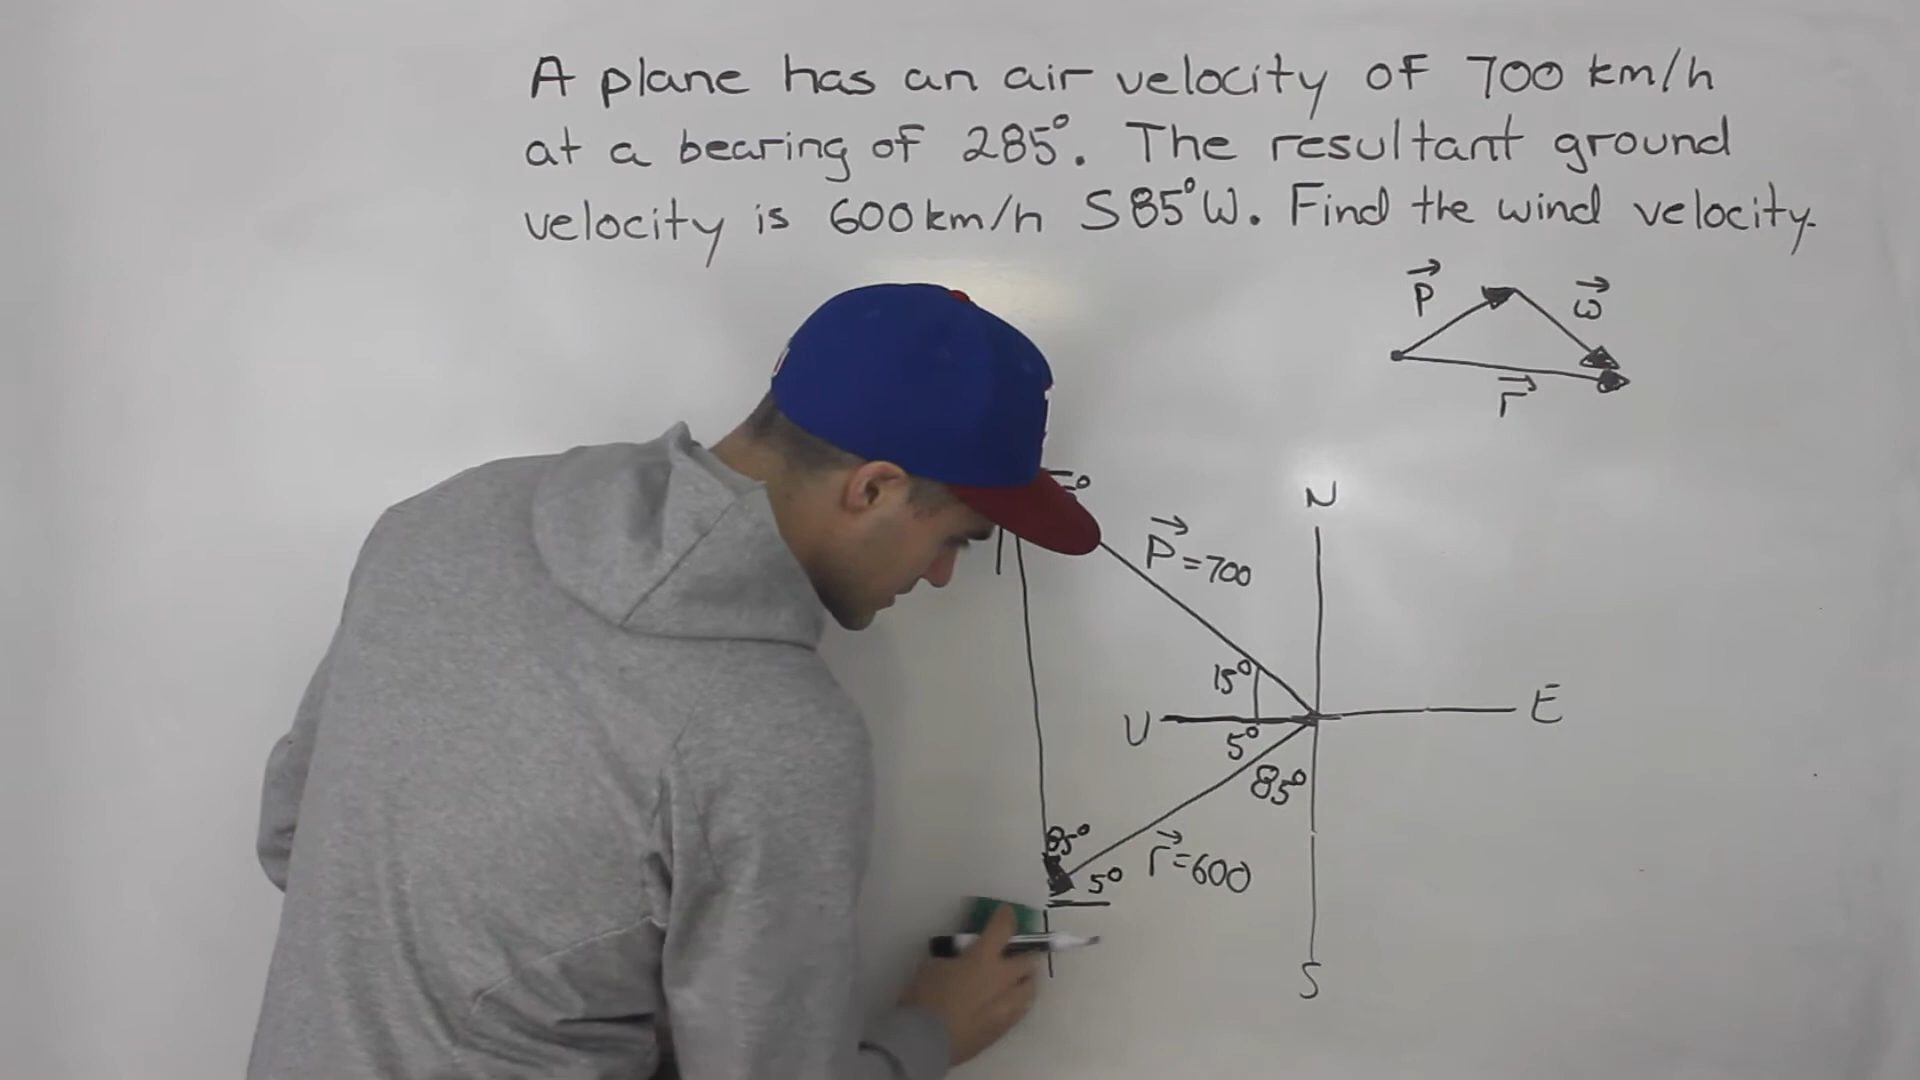 A plane has an air velocity of 700 km/h
at a bearing of 285°. The resultant ground
velocity is 600 km/h S85°W. Find the wind velocity.
P
w
r
N
P = 700
15°
E
5°
85°
85°
r = 600
5°
S